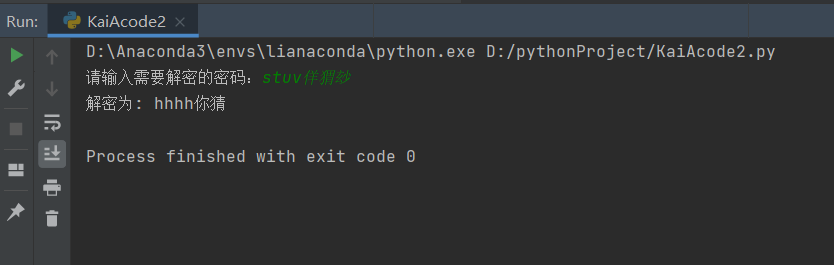 Run:
KaiAcode2
D:\Anaconda3\envs\lianaconda\python.exe D:/pythonProject/KaiAcode2.py
请输入需要解密的密码：stuv佯猬纱
解密为: hhhh你猜
Process finished with exit code 0